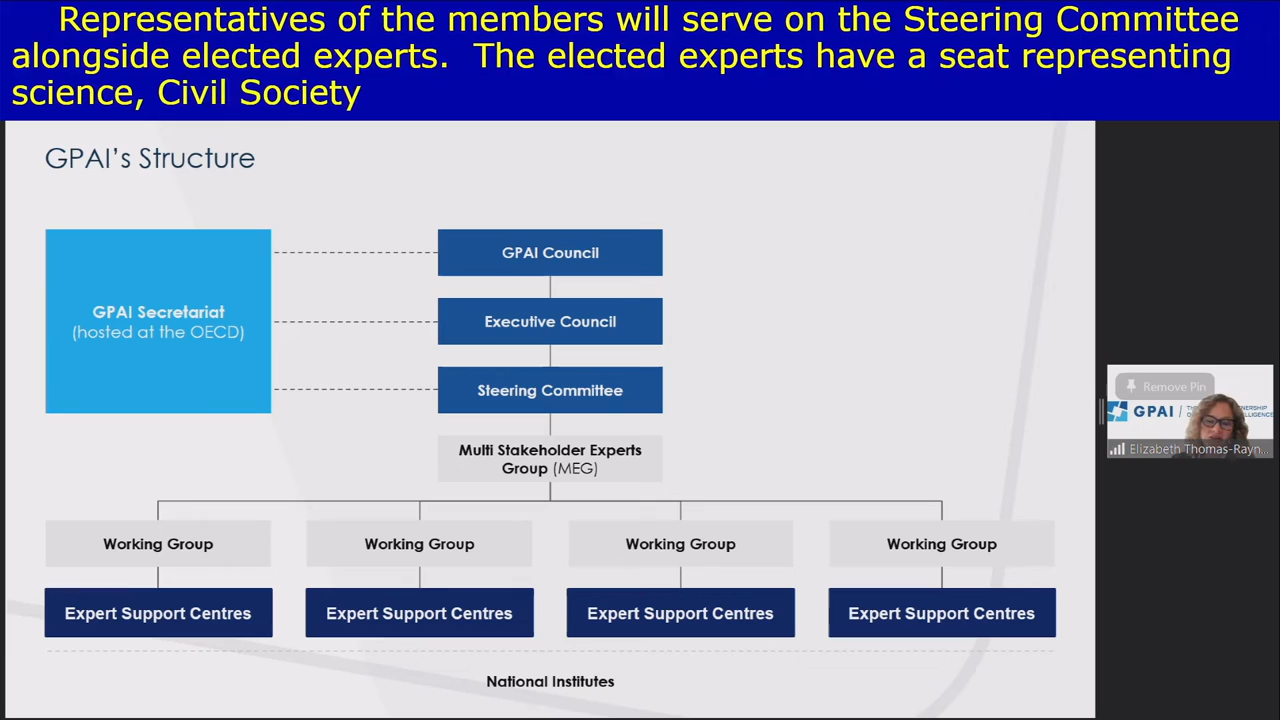 Representatives of the members will serve on the Steering Committee
alongside elected experts.  The elected experts have a seat representing
science, Civil Society
GPAI's Structure
GPAI Secretariat
(hosted at the OECD)
GPAI Council
Executive Council
Steering Committee
Multi Stakeholder Experts
Group (MEG)
Working Group
Working Group
Working Group
Working Group
Expert Support Centres
Expert Support Centres
Expert Support Centres
Expert Support Centres
National Institutes
Remove Pin
GPAI /
Elizabeth Thomas-Rayn...